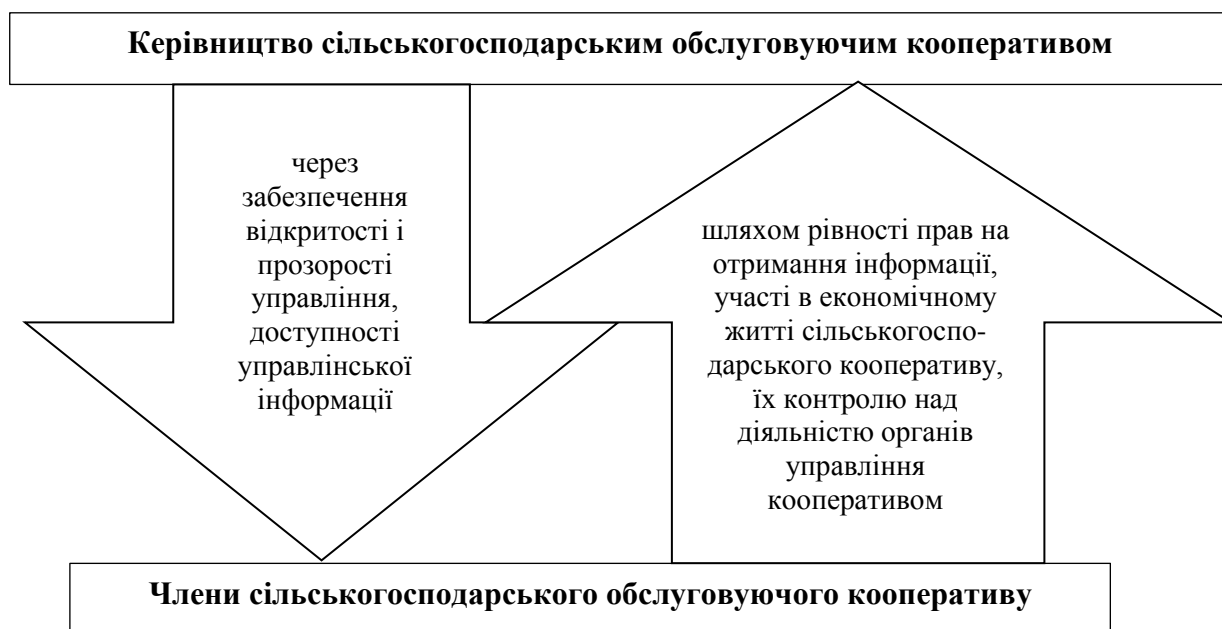 Керівництво сільськогосподарським обслуговуючим кооперативом
через
забезпечення
відкритості і
прозорості
управління,
доступності
управлінської
інформації
шляхом рівності прав на
отримання інформації,
участі в економічному
житті сільськогоспо-
дарського кооперативу,
їх контролю над
діяльністю органів
управління
кооперативом
Члени сільськогосподарського обслуговуючого кооперативу